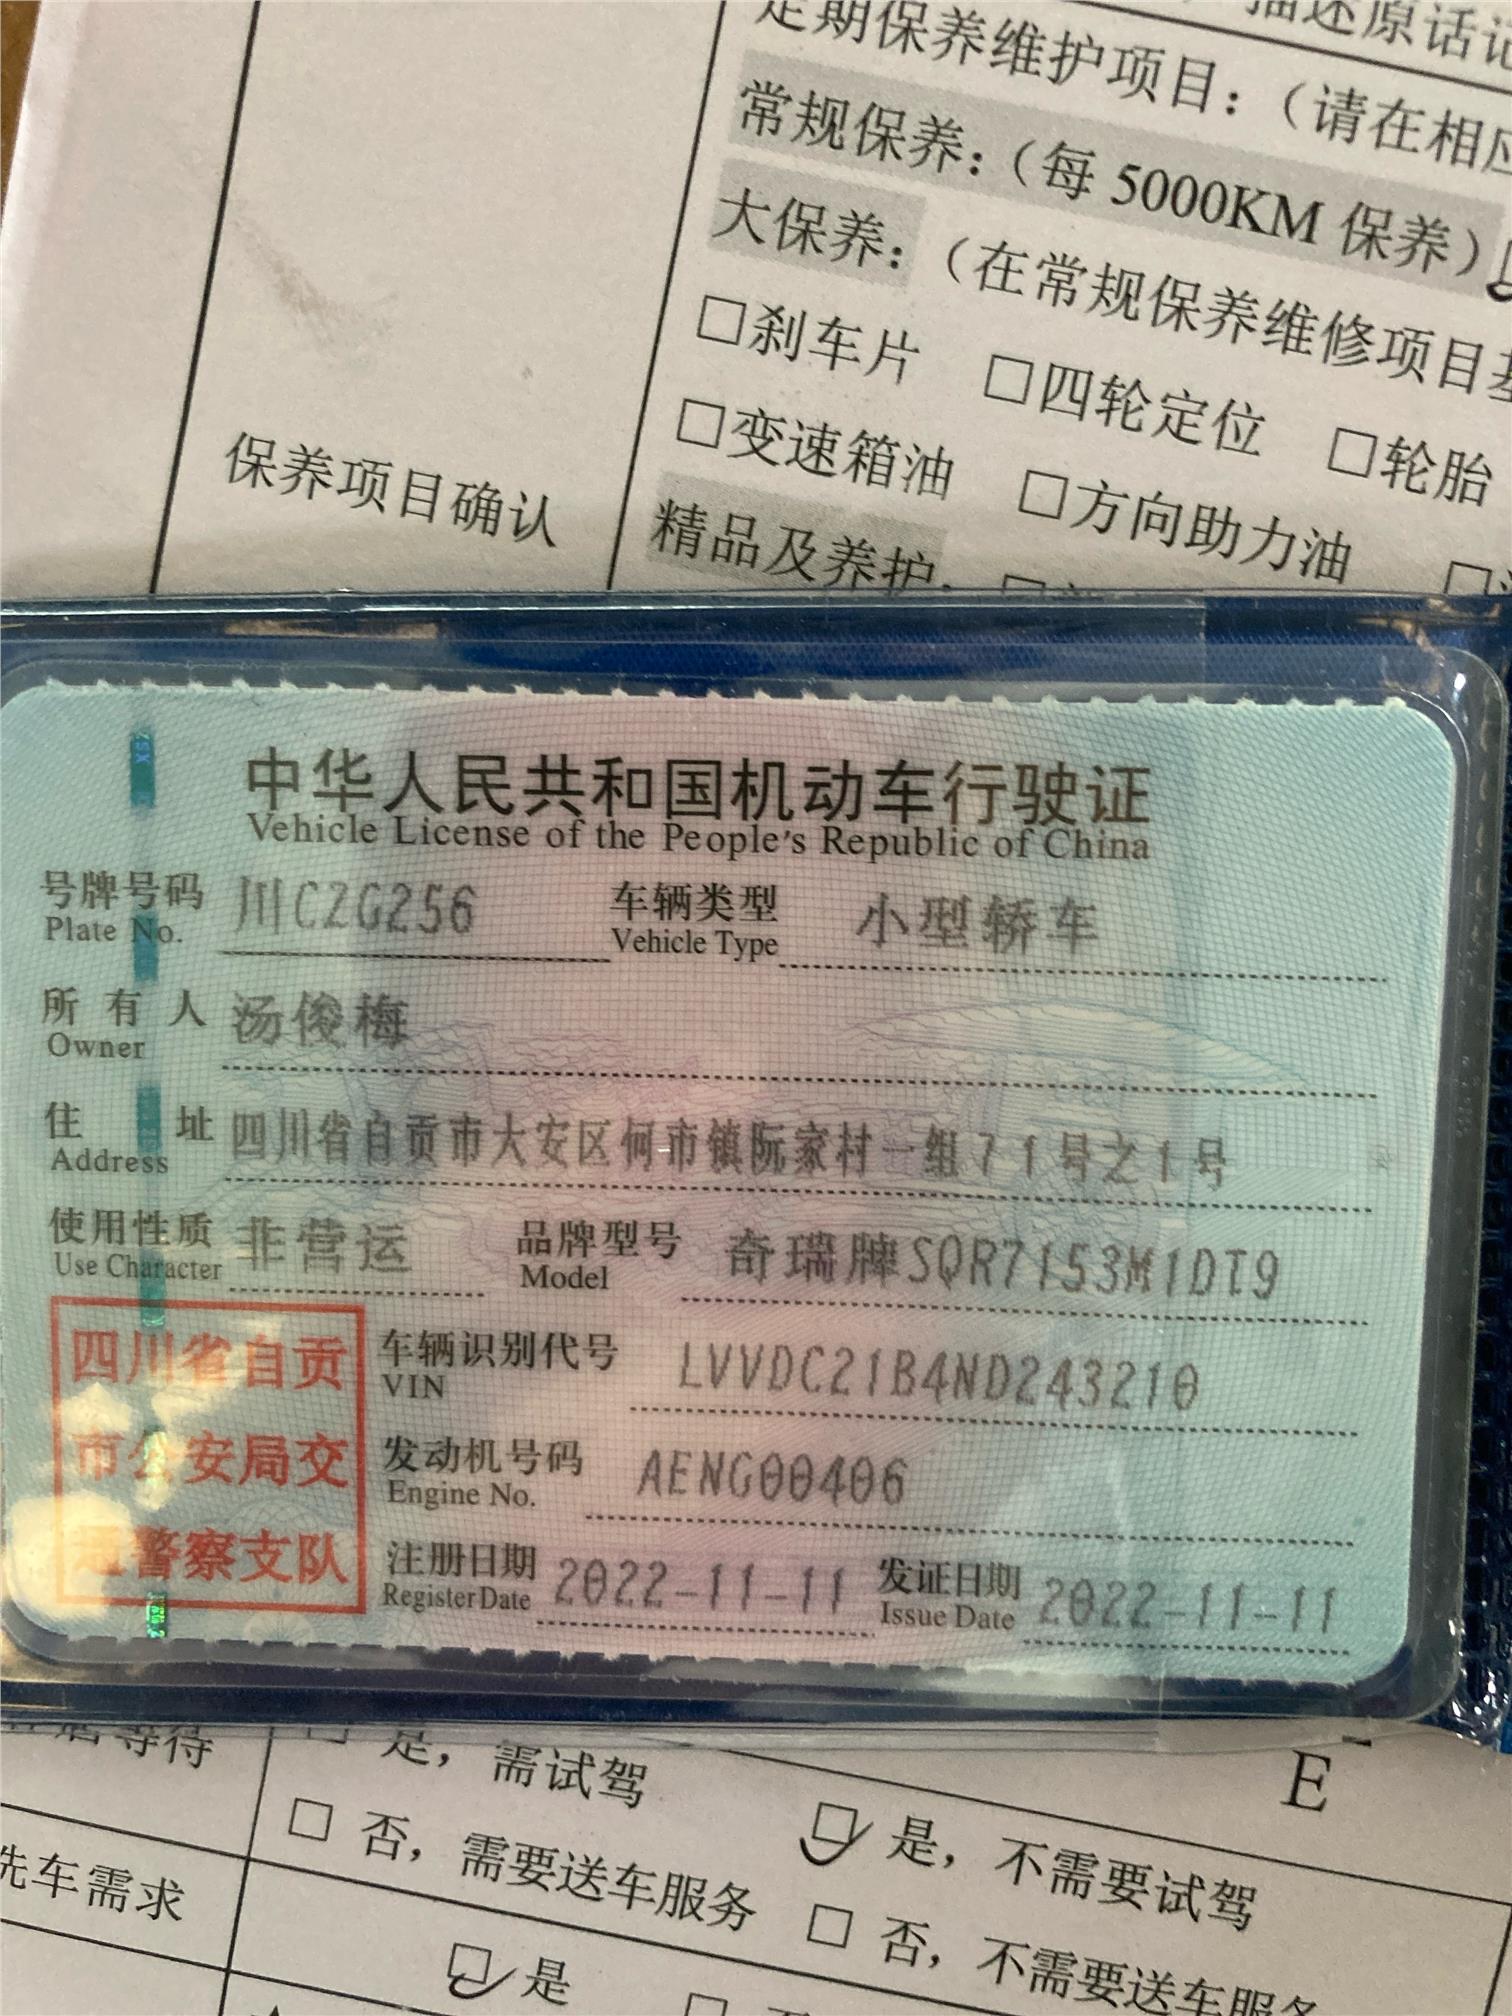 描述原话记
定期保养维护项目：（请在相应
常规保养：（每 5000KM 保养）
大保养：（在常规保养维修项目基
□刹车片 □四轮定位 □轮胎
□变速箱油 □方向助力油
保养项目确认
精品及养护：
中华人民共和国机动车行驶证
Vehicle License of the People's Republic of China
号牌号码 川C2G256 车辆类型 小型轿车
Plate No. Vehicle Type
所有人 汤俊梅
Owner
住址 四川省自贡市大安区何市镇阮家村一组71号之1号
Address
使用性质 非营运 品牌型号 奇瑞牌SQR7153M1DT9
Use Character Model
四川省自贡
市公安局交
通警察支队
车辆识别代号 LVVDC21B4ND243210
VIN
发动机号码 AENG00406
Engine No.
注册日期 2022-11-11 发证日期 2022-11-11
Register Date Issue Date
等待
□ 是，需试驾 □ 是，不需要试驾
E
□ 否，需要送车服务 □ 否，不需要送车服务
洗车需求
□ 是